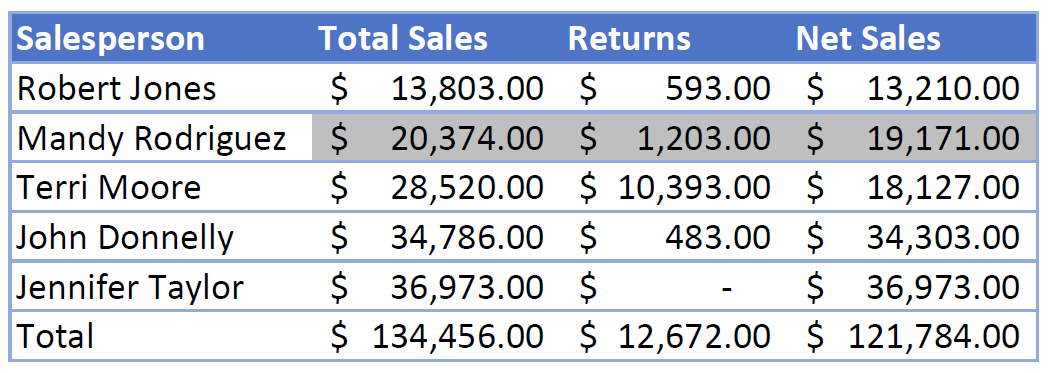 Salesperson Total Sales Returns Net Sales
Robert Jones $ 13,803.00 $ 593.00 $ 13,210.00
Mandy Rodriguez $ 20,374.00 $ 1,203.00 $ 19,171.00
Terri Moore $ 28,520.00 $ 10,393.00 $ 18,127.00
John Donnelly $ 34,786.00 $ 483.00 $ 34,303.00
Jennifer Taylor $ 36,973.00 $ - $ 36,973.00
Total $ 134,456.00 $ 12,672.00 $ 121,784.00